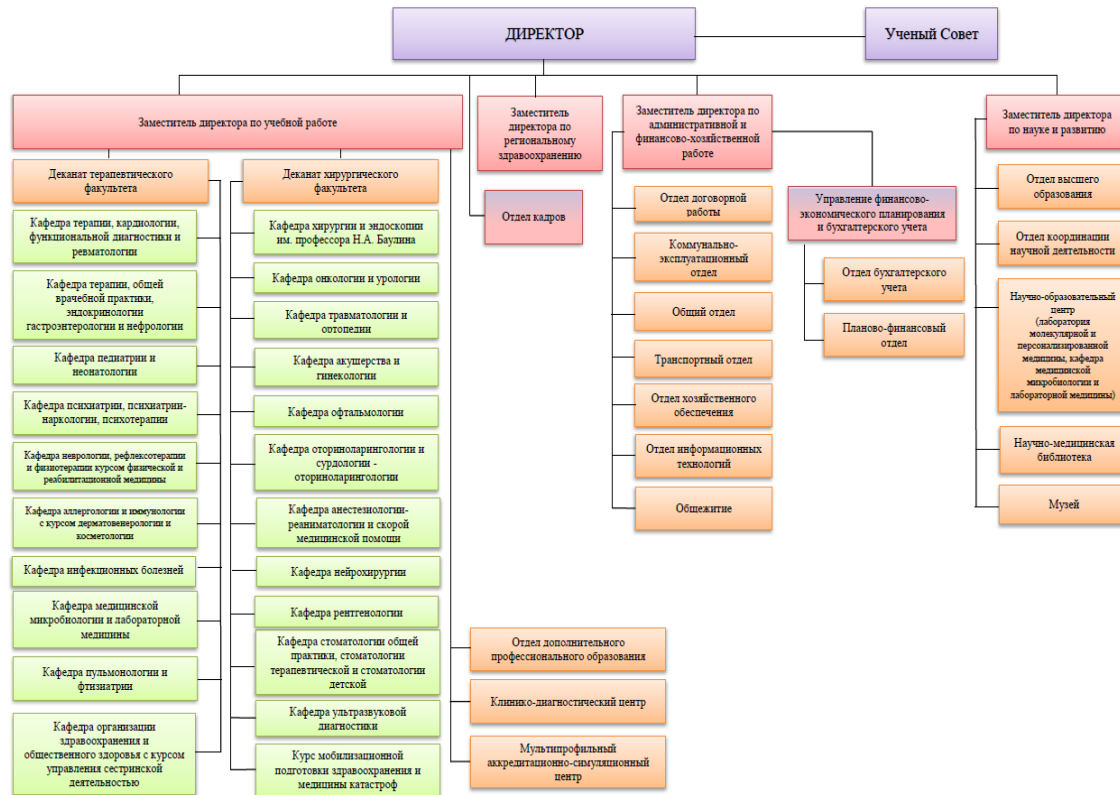 ДИРЕКТОР
Ученый Совет
Заместитель директора по учебной работе
Деканат терапевтического
факультета
Кафедра терапии, кардиологии,
функциональной диагностики и
ревматологии
Кафедра терапии, общей
врачебной практики,
эндокринологии
гастроэнтерологии и нефрологии
Кафедра педиатрии и
неонатологии
Кафедра психиатрии, психиатрии-
наркологии, психотерапии
Кафедра неврологии, рефлексотерапии
и физиотерапии курсом физической и
реабилитационной медицины
Кафедра аллергологии и иммунологии
с курсом дерматовенерологии и
косметологии
Кафедра инфекционных болезней
Кафедра медицинской
микробиологии и лабораторной
медицины
Кафедра пульмонологии и
фтизиатрии
Кафедра организации
здравоохранения и
общественного здоровья с курсом
управления сестринской
деятельностью
Деканат хирургического
факультета
Кафедра хирургии и эндоскопии
им. профессора Н.А. Баулина
Кафедра онкологии и урологии
Кафедра травматологии и
ортопедии
Кафедра акушерства и
гинекологии
Кафедра офтальмологии
Кафедра оториноларингологии и
сурдологии -
оториноларингологии
Кафедра анестезиологии-
реаниматологии и скорой
медицинской помощи
Кафедра нейрохирургии
Кафедра рентгенологии
Кафедра стоматологии общей
практики, стоматологии
терапевтической и стоматологии
детской
Кафедра ультразвуковой
диагностики
Курс мобилизационной
подготовки здравоохранения и
медицины катастроф
Отдел дополнительного
профессионального образования
Клинико-диагностический центр
Мультипрофильный
аккредитационно-симуляционный
центр
Отдел кадров
Заместитель
директора по
региональному
здравоохранению
Заместитель директора по
административной и
финансово-хозяйственной
работе
Отдел договорной
работы
Коммунально-
эксплуатационный
отдел
Общий отдел
Транспортный отдел
Отдел хозяйственного
обеспечения
Отдел информационных
технологий
Общежитие
Управление финансово-
экономического планирования
и бухгалтерского учета
Отдел бухгалтерского
учета
Планово-финансовый
отдел
Заместитель директора
по науке и развитию
Отдел высшего
образования
Отдел координации
научной деятельности
Научно-образовательный
центр
(лаборатория
молекулярной и
персонализированной
медицины, кафедра
медицинской
микробиологии и
лабораторной медицины)
Научно-медицинская
библиотека
Музей